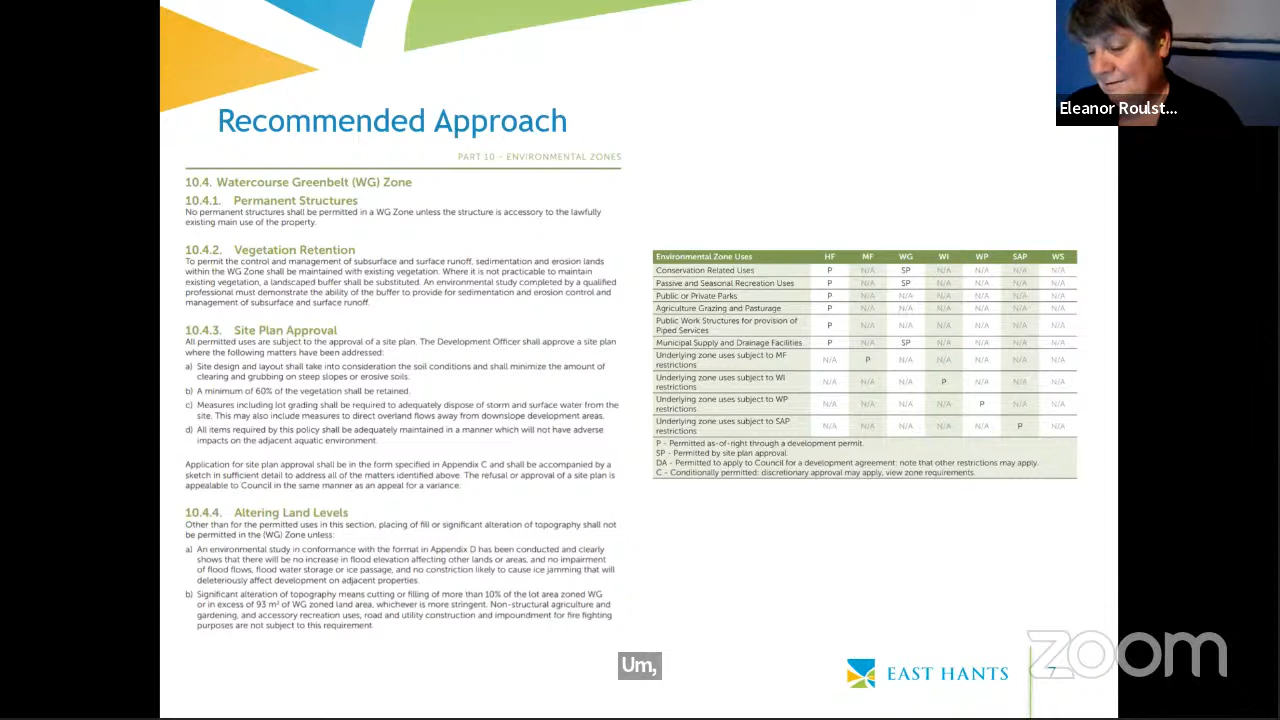 Recommended Approach
PART 10 - ENVIRONMENTAL ZONES
10.4. Watercourse Greenbelt (WG) Zone
10.4.1. Permanent Structures
No permanent structures shall be permitted in a WG Zone unless the structure is accessory to the lawfully
existing main use of the property.
10.4.2. Vegetation Retention
To permit the control and management of subsurface and surface runoff, sedimentation and erosion lands
within the WG Zone shall be maintained with existing vegetation. Where it is not practicable to maintain
existing vegetation, a landscaped buffer shall be substituted. An environmental study completed by a qualified
professional must demonstrate the ability of the buffer to provide for sedimentation and erosion control and
management of subsurface and surface runoff.
10.4.3. Site Plan Approval
All permitted uses are subject to the approval of a site plan. The Development Officer shall approve a site plan
where the following matters have been addressed:
a) Site design and layout shall take into consideration the soil conditions and shall minimize the amount of
clearing and grubbing on steep slopes or erosive soils.
b) A minimum of 60% of the vegetation shall be retained.
c) Measures including lot grading shall be required to adequately dispose of storm and surface water from the
site. This may also include measures to direct overland flows away from downslope development areas.
d) All items required by this policy shall be adequately maintained in a manner which will not have adverse
impacts on the adjacent aquatic environment.
Application for site plan approval shall be in the form specified in Appendix C and shall be accompanied by a
sketch in sufficient detail to address all of the matters identified above. The refusal or approval of a site plan is
appealable to Council in the same manner as an appeal for a variance.
10.4.4. Altering Land Levels
Other than for the permitted uses in this section, placing of fill or significant alteration of topography shall not
be permitted in the (WG) Zone unless:
a) An environmental study in conformance with the format in Appendix D has been conducted and clearly
shows that there will be no increase in flood elevation affecting other lands or areas, and no impairment
of flood flows, flood water storage or ice passage, and no constriction likely to cause ice jamming that will
deleteriously affect development on adjacent properties.
b) Significant alteration of topography means cutting or filling of more than 10% of the lot area zoned WG
or in excess of 93 m² of WG zoned land area, whichever is more stringent. Non-structural agriculture and
gardening, and accessory recreation uses, road and utility construction and impoundment for fire fighting
purposes are not subject to this requirement.
Environmental Zone Uses HF MF WG WI WP SAP WS
Conservation Related Uses P N/A SP N/A N/A N/A N/A
Passive and Seasonal Recreation Uses P N/A SP N/A N/A N/A N/A
Public or Private Parks P N/A N/A N/A N/A N/A N/A
Agriculture Grazing and Pasturage P N/A N/A N/A N/A N/A N/A
Public Work Structures for provision of
Piped Services P N/A N/A N/A N/A N/A N/A
Municipal Supply and Drainage Facilities P N/A SP N/A N/A N/A N/A
Underlying zone uses subject to MF
restrictions N/A P N/A N/A N/A N/A N/A
Underlying zone uses subject to WI
restrictions N/A N/A N/A P N/A N/A N/A
Underlying zone uses subject to WP
restrictions N/A N/A N/A N/A P N/A N/A
Underlying zone uses subject to SAP
restrictions N/A N/A N/A N/A N/A P N/A
P - Permitted as-of-right through a development permit.
SP - Permitted by site plan approval.
DA - Permitted to apply to Council for a development agreement: note that other restrictions may apply.
C - Conditionally permitted: discretionary approval may apply, view zone requirements.
Eleanor Roulst...
Um,
EAST HANTS
7
zoom